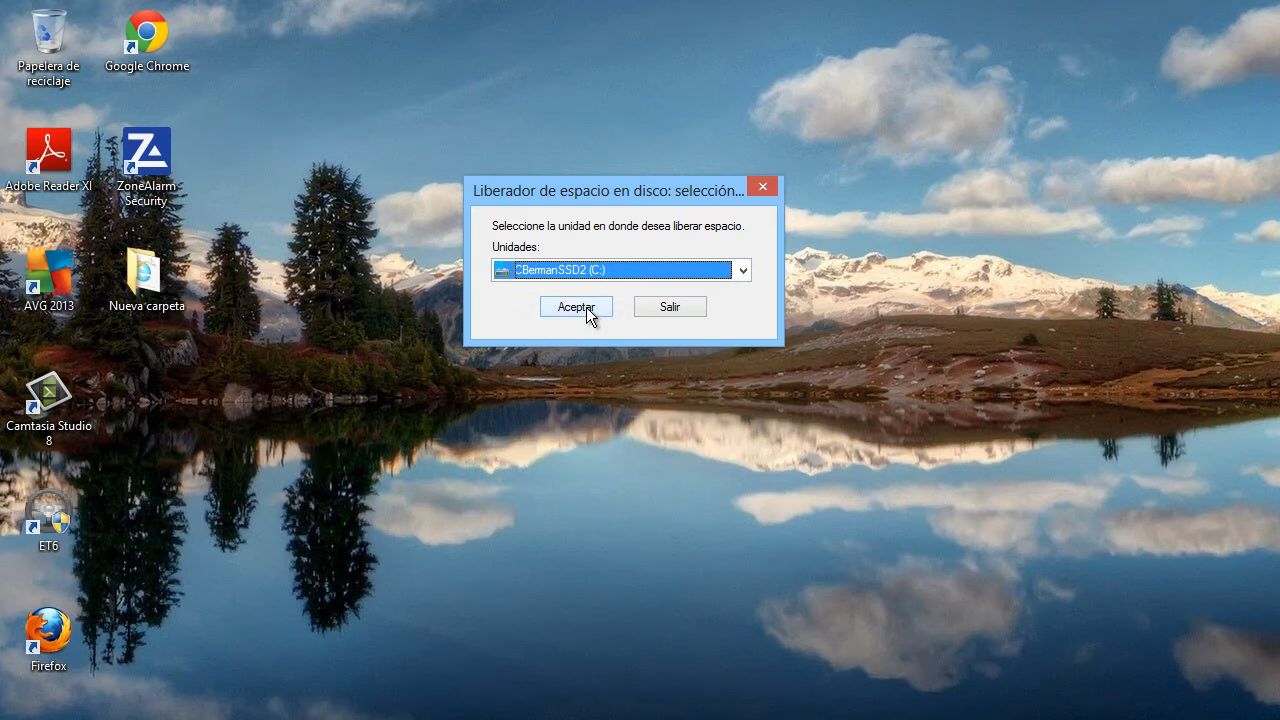 Papelera de
reciclaje
Google Chrome
Adobe Reader XI
ZoneAlarm
Security
AVG 2013
Nueva carpeta
Camtasia Studio
8
ET6
Firefox
Liberador de espacio en disco: selección...
Seleccione la unidad en donde desea liberar espacio.
Unidades:
CBermanSSD2 (C:)
Aceptar
Salir